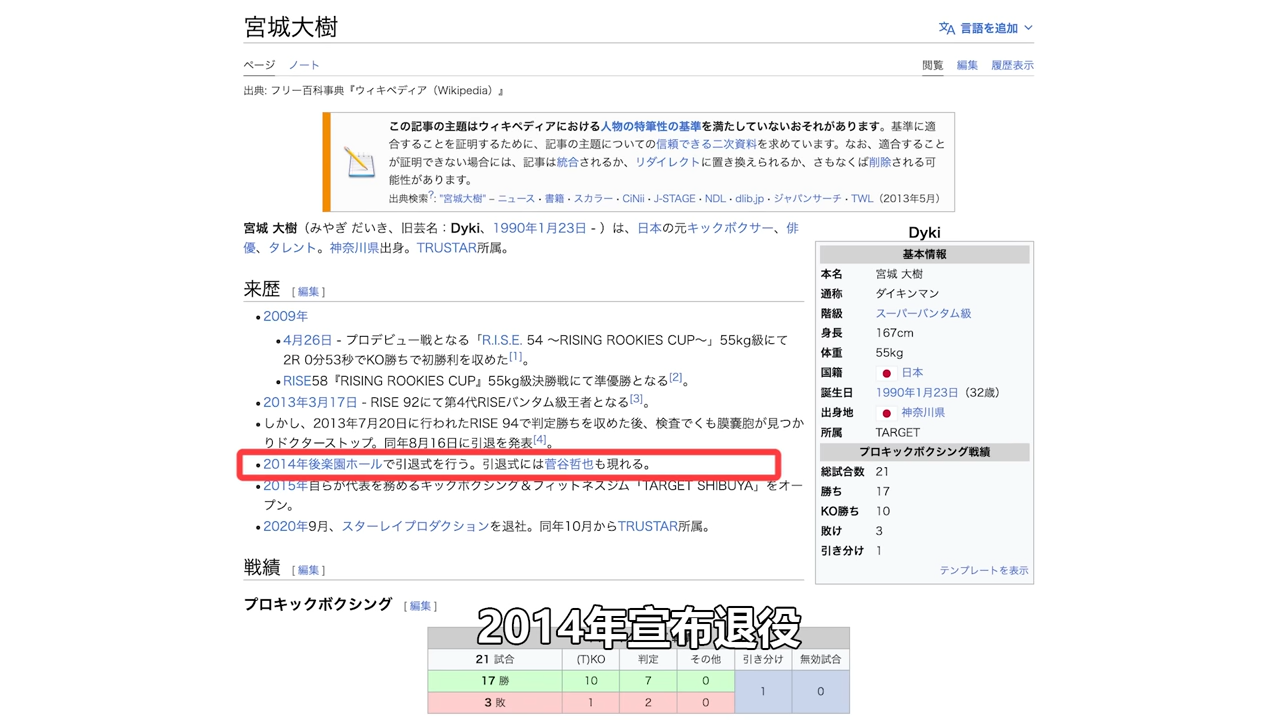 宮城大樹
言語を追加
ページ ノート 閲覧 編集 履歴表示
出典: フリー百科事典『ウィキペディア（Wikipedia）』
この記事の主題はウィキペディアにおける人物の特筆性の基準を満たしていないおそれがあります。基準に適
合することを証明するために、記事の主題についての信頼できる二次資料を求めています。なお、適合すること
が証明できない場合には、記事は統合されるか、リダイレクトに置き換えられるか、さもなくば削除される可
能性があります。
出典検索?: "宮城大樹" – ニュース · 書籍 · スカラー · CiNii · J-STAGE · NDL · dlib.jp · ジャパンサーチ · TWL（2013年5月）
宮城 大樹（みやぎ だいき、旧芸名：Dyki、1990年1月23日 - ）は、日本の元キックボクサー、俳
優、タレント。神奈川県出身。TRUSTAR所属。
来歴 [ 編集 ]
2009年
4月26日 - プロデビュー戦となる「R.I.S.E. 54 〜RISING ROOKIES CUP〜」55kg級にて
2R 0分53秒でKO勝ちで初勝利を収めた[1]。
RISE58『RISING ROOKIES CUP』55kg級決勝戦にて準優勝となる[2]。
2013年3月17日 - RISE 92にて第4代RISEバンタム級王者となる[3]。
しかし、2013年7月20日に行われたRISE 94で判定勝ちを収めた後、検査でくも膜嚢胞が見つか
りドクターストップ。同年8月16日に引退を発表[4]。
2014年後楽園ホールで引退式を行う。引退式には菅谷哲也も現れる。
2015年自らが代表を務めるキックボクシング＆フィットネスジム「TARGET SHIBUYA」をオー
プン。
2020年9月、スターレイプロダクションを退社。同年10月からTRUSTAR所属。
Dyki
基本情報
本名 宮城 大樹
通称 ダイキンマン
階級 スーパーバンタム級
身長 167cm
体重 55kg
国籍 日本
誕生日 1990年1月23日（32歳）
出身地 神奈川県
所属 TARGET
プロキックボクシング戦績
総試合数 21
勝ち 17
KO勝ち 10
敗け 3
引き分け 1
テンプレートを表示
戦績 [ 編集 ]
プロキックボクシング [ 編集 ]
2014年宣布退役
21 試合 (T)KO 判定 その他 引き分け 無効試合
17 勝 10 7 0 1 0
3 敗 1 2 0